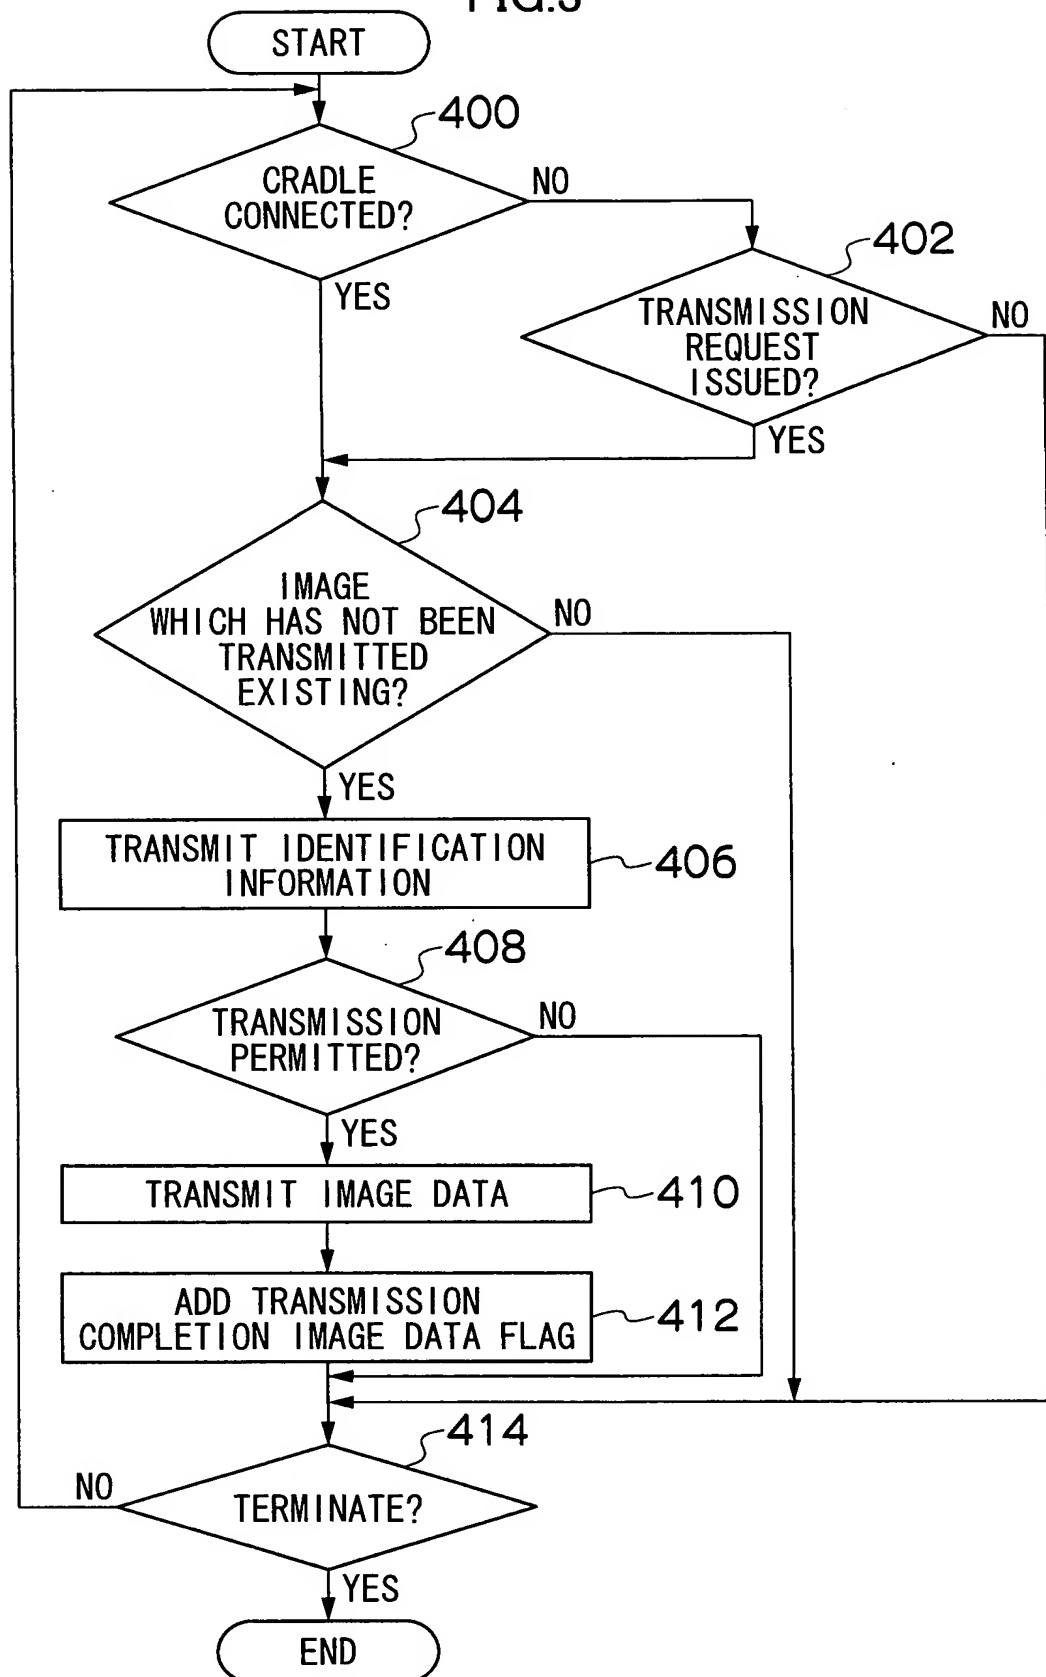 START
400
CRADLE
CONNECTED?
NO
YES
402
TRANSMISSION
REQUEST
ISSUED?
NO
YES
404
IMAGE
WHICH HAS NOT BEEN
TRANSMITTED
EXISTING?
NO
YES
TRANSMIT IDENTIFICATION
INFORMATION
406
408
TRANSMISSION
PERMITTED?
NO
YES
TRANSMIT IMAGE DATA
410
ADD TRANSMISSION
COMPLETION IMAGE DATA FLAG
412
414
NO
TERMINATE?
YES
END